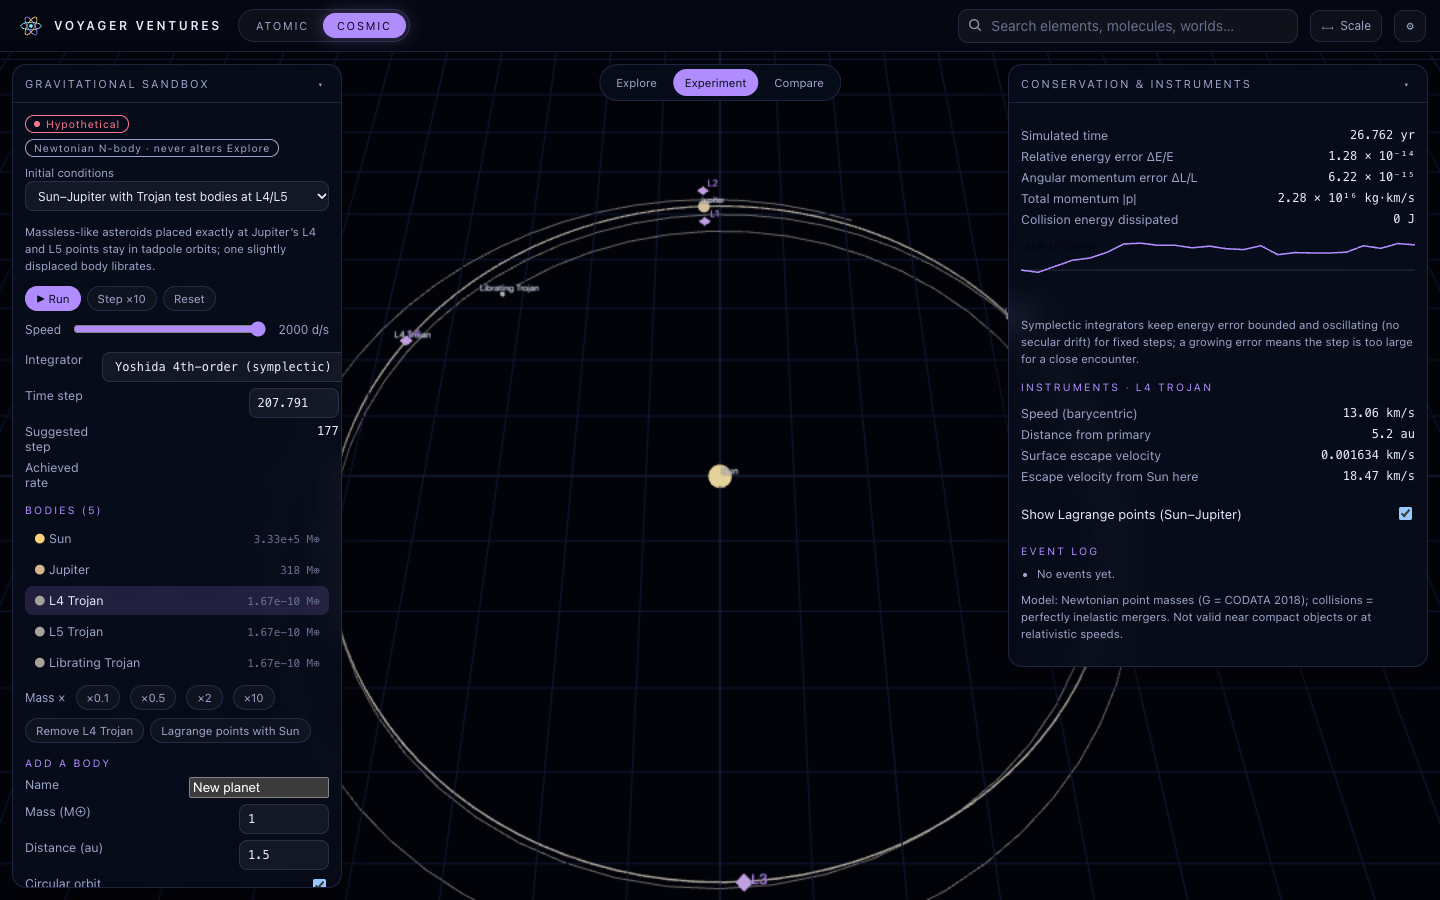 VOYAGER VENTURES
ATOMIC
COSMIC
Search elements, molecules, worlds...
Scale
GRAVITATIONAL SANDBOX
Hypothetical
Newtonian N-body · never alters Explore
Initial conditions
Sun–Jupiter with Trojan test bodies at L4/L5
Massless-like asteroids placed exactly at Jupiter's L4
and L5 points stay in tadpole orbits; one slightly
displaced body librates.
Run
Step ×10
Reset
Speed
2000 d/s
Integrator
Yoshida 4th-order (symplectic)
Time step
207.791
Suggested
step
177
Achieved
rate
BODIES (5)
Sun
3.33e+5 M⊕
Jupiter
318 M⊕
L4 Trojan
1.67e-10 M⊕
L5 Trojan
1.67e-10 M⊕
Librating Trojan
1.67e-10 M⊕
Mass ×
×0.1
×0.5
×2
×10
Remove L4 Trojan
Lagrange points with Sun
ADD A BODY
Name
New planet
Mass (M⊕)
1
Distance (au)
1.5
Circular orbit
Explore
Experiment
Compare
L2
Jupiter
L1
Librating Trojan
L4 Trojan
Sun
L3
CONSERVATION & INSTRUMENTS
Simulated time
26.762 yr
Relative energy error ΔE/E
1.28 × 10⁻¹⁴
Angular momentum error ΔL/L
6.22 × 10⁻¹⁵
Total momentum |p|
2.28 × 10¹⁶ kg·km/s
Collision energy dissipated
0 J
Symplectic integrators keep energy error bounded and oscillating (no
secular drift) for fixed steps; a growing error means the step is too large
for a close encounter.
INSTRUMENTS · L4 TROJAN
Speed (barycentric)
13.06 km/s
Distance from primary
5.2 au
Surface escape velocity
0.001634 km/s
Escape velocity from Sun here
18.47 km/s
Show Lagrange points (Sun–Jupiter)
EVENT LOG
No events yet.
Model: Newtonian point masses (G = CODATA 2018); collisions =
perfectly inelastic mergers. Not valid near compact objects or at
relativistic speeds.